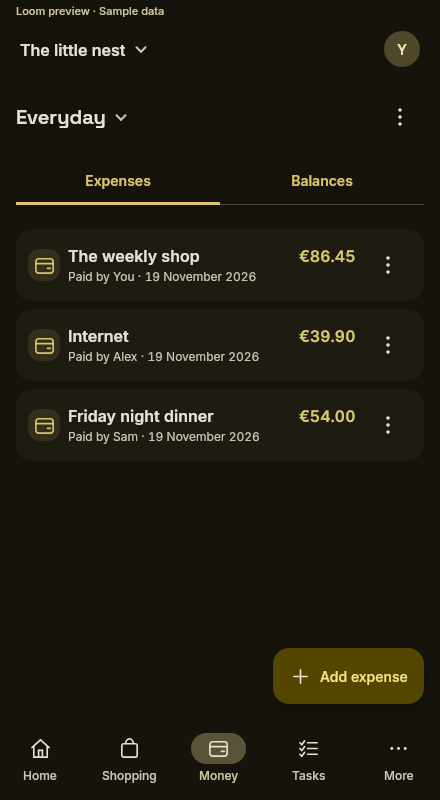 Loom preview · Sample data
The little nest
Y
Everyday
Expenses
Balances
The weekly shop
€86.45
Paid by You · 19 November 2026
Internet
€39.90
Paid by Alex · 19 November 2026
Friday night dinner
€54.00
Paid by Sam · 19 November 2026
Add expense
Home
Shopping
Money
Tasks
More